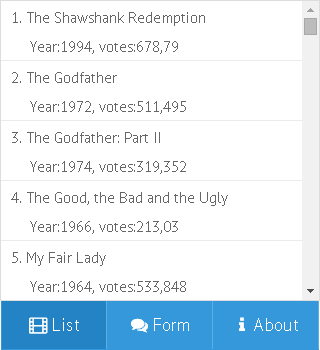 1. The Shawshank Redemption
Year:1994, votes:678,79
2. The Godfather
Year:1972, votes:511,495
3. The Godfather: Part II
Year:1974, votes:319,352
4. The Good, the Bad and the Ugly
Year:1966, votes:213,03
5. My Fair Lady
Year:1964, votes:533,848
List Form About